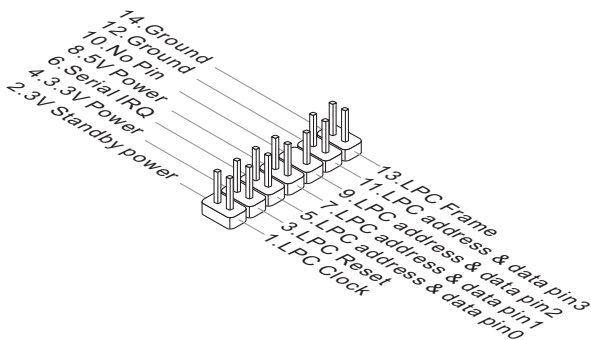 14.Ground
12.Ground
10.No Pin
8.5V Power
6.Serial IRQ
4.3.3V Power
2.3V Standby power
13.LPC Frame
11.LPC address & data pin3
9.LPC address & data pin2
7.LPC address & data pin1
5.LPC address & data pin0
3.LPC Reset
1.LPC Clock